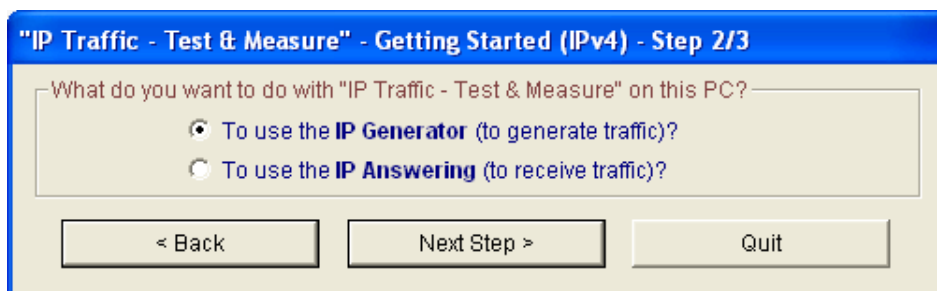 "IP Traffic - Test & Measure" - Getting Started (IPv4) - Step 2/3
What do you want to do with "IP Traffic - Test & Measure" on this PC?
To use the IP Generator (to generate traffic)?
To use the IP Answering (to receive traffic)?
< Back Next Step > Quit